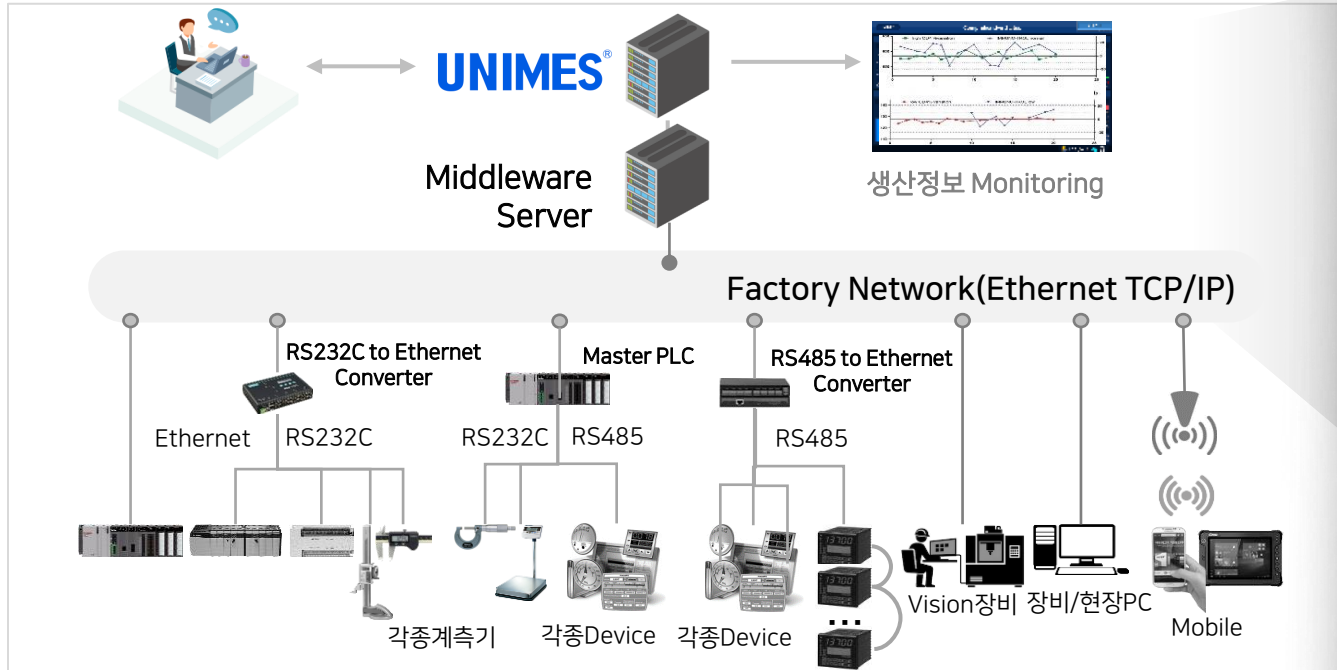 UNIMES®
Middleware
Server
생산정보 Monitoring
Factory Network(Ethernet TCP/IP)
RS232C to Ethernet
Converter
Master PLC
RS485 to Ethernet
Converter
Ethernet
RS232C
RS232C
RS485
RS485
13700
13700
13700
...
각종계측기
각종Device
각종Device
Vision장비
장비/현장PC
Mobile